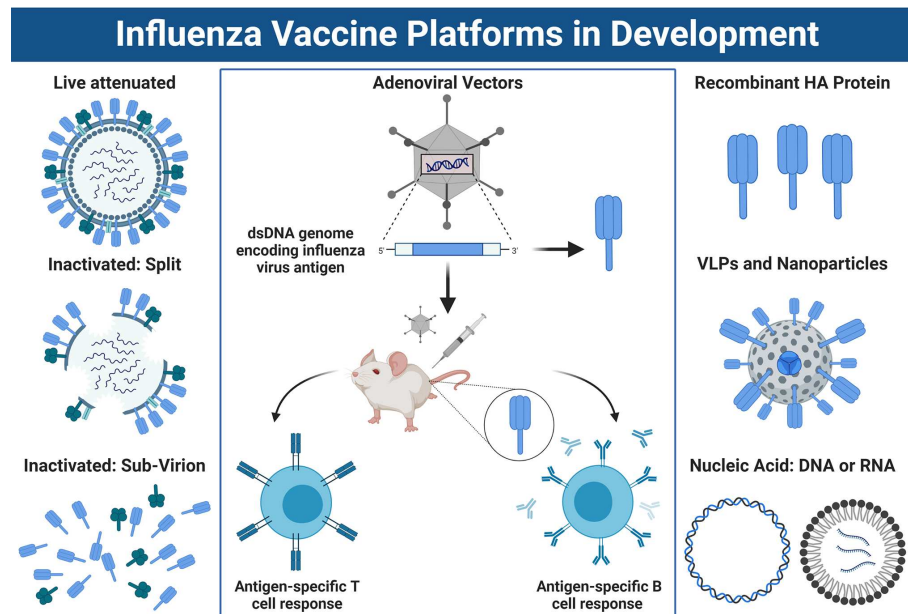 Influenza Vaccine Platforms in Development
Live attenuated
Inactivated: Split
Inactivated: Sub-Virion
Adenoviral Vectors
dsDNA genome
encoding influenza
virus antigen
5'
3'
Antigen-specific T
cell response
Antigen-specific B
cell response
Recombinant HA Protein
VLPs and Nanoparticles
Nucleic Acid: DNA or RNA